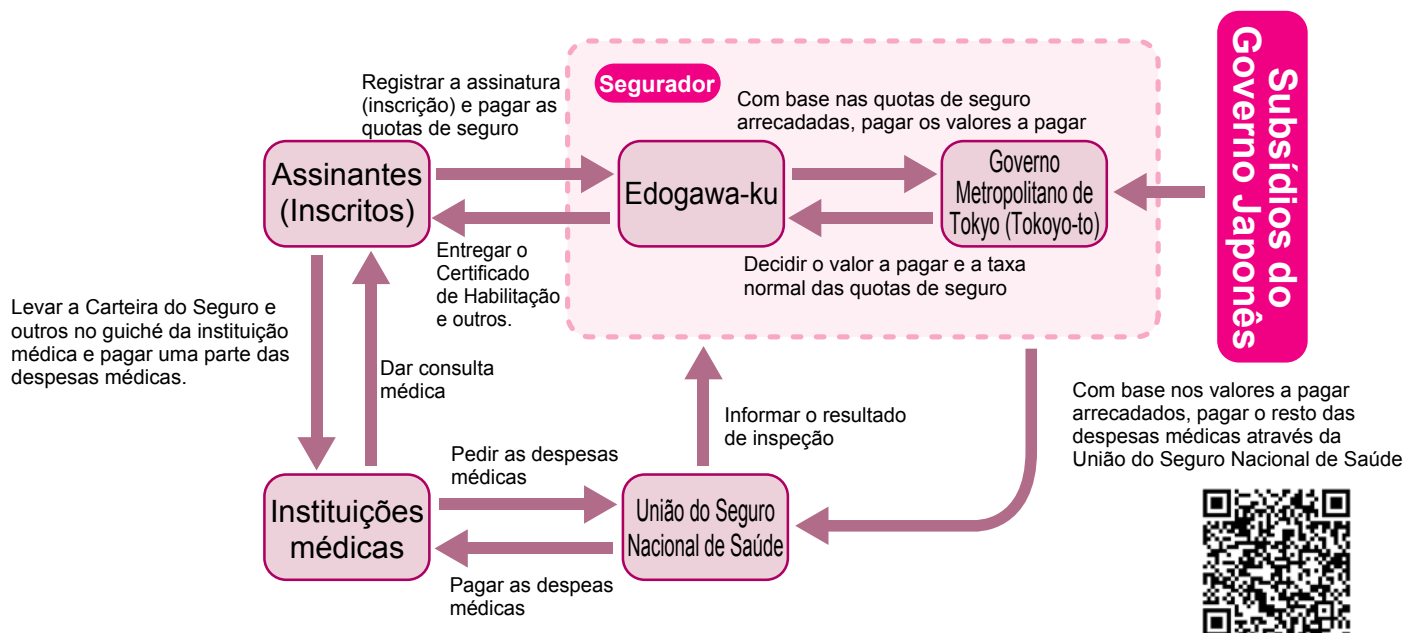 Subsídios do
Governo Japonês
Segurador
Registrar a assinatura
(inscrição) e pagar as
quotas de seguro
Com base nas quotas de seguro
arrecadadas, pagar os valores a pagar
Assinantes
(Inscritos)
Edogawa-ku
Governo
Metropolitano de
Tokyo (Tokoyo-to)
Entregar o
Certificado
de Habilitação
e outros.
Decidir o valor a pagar e a taxa
normal das quotas de seguro
Levar a Carteira do Seguro e
outros no guiché da instituição
médica e pagar uma parte das
despesas médicas.
Dar consulta
médica
Informar o resultado
de inspeção
Com base nos valores a pagar
arrecadados, pagar o resto das
despesas médicas através da
União do Seguro Nacional de Saúde
Pedir as despesas
médicas
Instituições
médicas
União do Seguro
Nacional de Saúde
Pagar as despeas
médicas